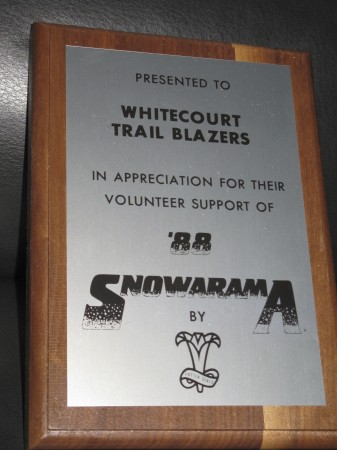 PRESENTED TO
WHITECOURT
TRAIL BLAZERS
IN APPRECIATION FOR THEIR
VOLUNTEER SUPPORT OF
'88
SNOWARAMA
BY